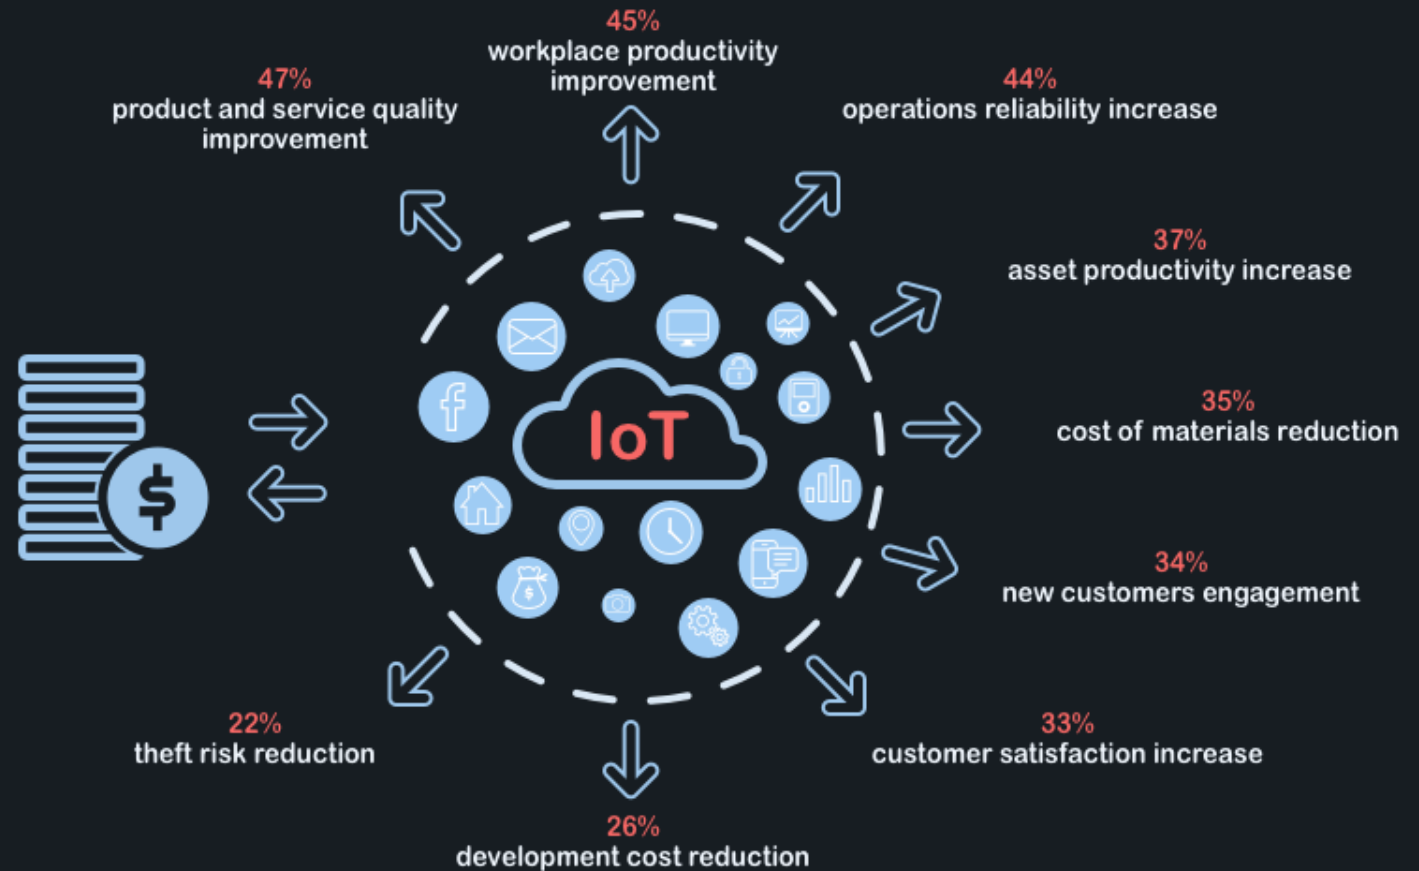 45%
workplace productivity
improvement
47%
product and service quality
improvement
44%
operations reliability increase
37%
asset productivity increase
35%
cost of materials reduction
34%
new customers engagement
33%
customer satisfaction increase
26%
development cost reduction
22%
theft risk reduction
IoT
$
f
$